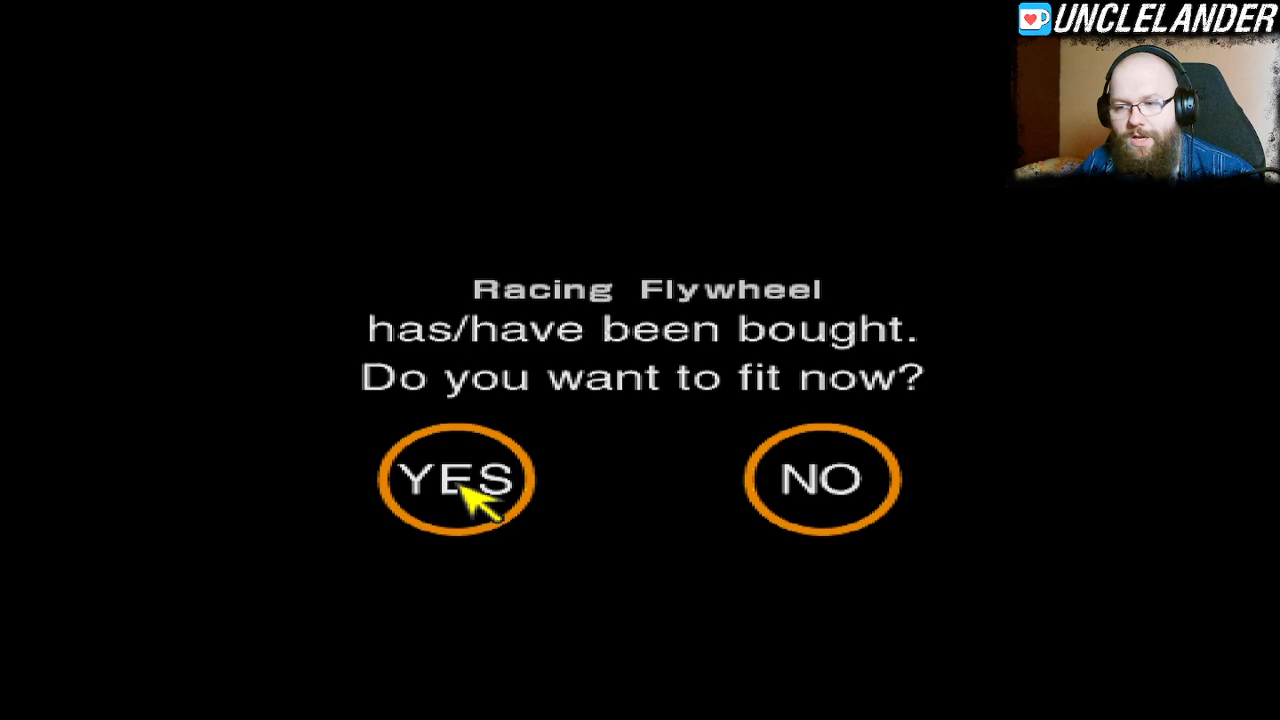 UNCLELANDER
Racing Flywheel
has/have been bought.
Do you want to fit now?
YES
NO